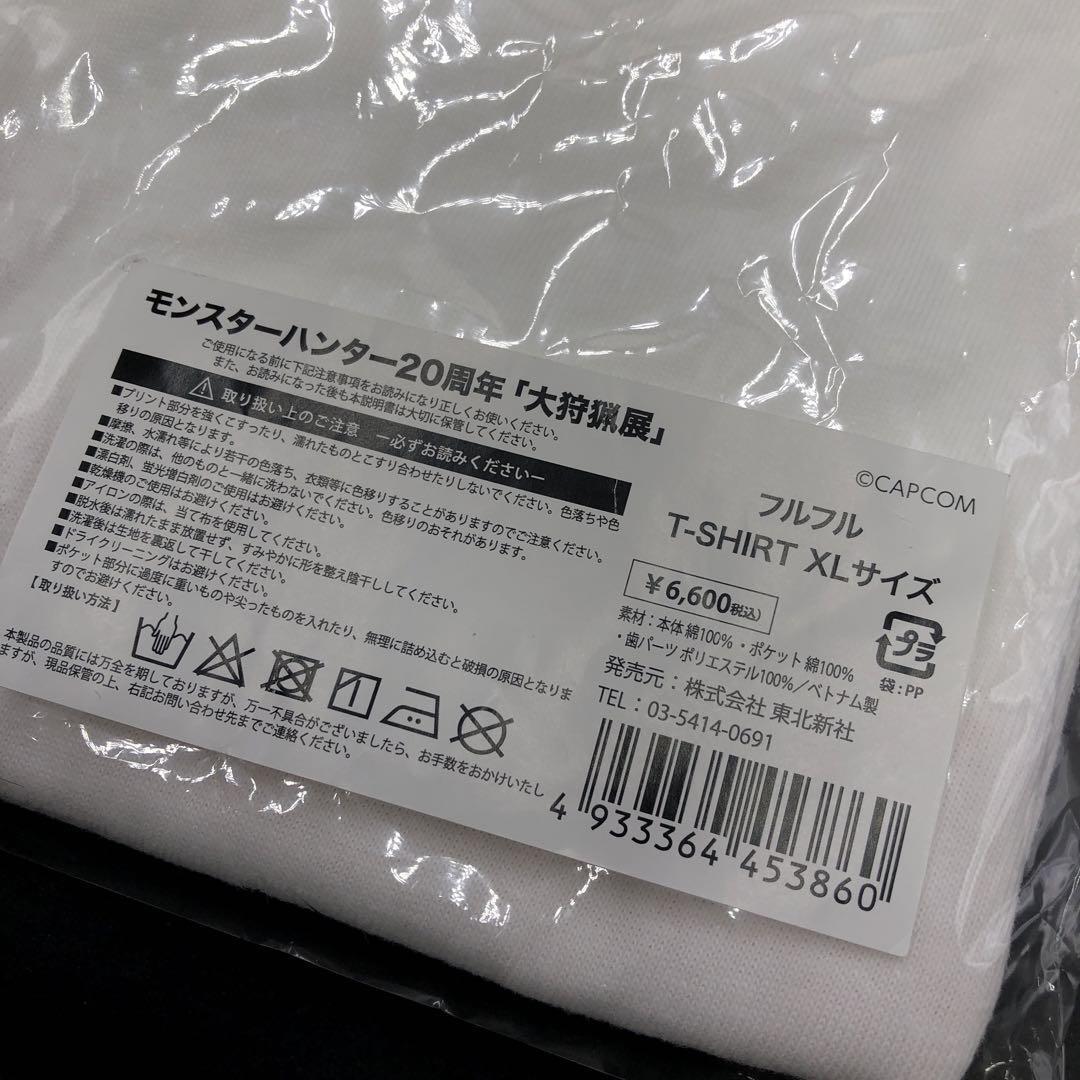 モンスターハンター20周年「大狩猟展」
ご使用になる前に下記注意事項をお読みになり正しくお使いください。
また、お読みになった後も本説明書は大切に保管してください。
取り扱い上のご注意 ー必ずお読みくださいー
■プリント部分を強くこすったり、濡れたものとこすり合わせたりしないでください。色落ちや色
移りの原因となります。
■摩擦、水濡れ等により若干の色落ち、衣類等に色移りすることがありますのでご注意ください。
■洗濯の際は、他のものと一緒に洗わないでください。色移りのおそれがあります。
■漂白剤、蛍光増白剤のご使用はお避けください。
■乾燥機のご使用はお避けください。
■アイロンの際は、当て布を使用してください。
■脱水後は濡れたまま放置せず、すみやかに形を整え陰干ししてください。
■洗濯後は生地を裏返して干してください。
■ドライクリーニングはお避けください。
■ポケット部分に過度に重いものや尖ったものを入れたり、無理に詰め込むと破損の原因となりま
すのでお避けください。
【取り扱い方法】
本製品の品質には万全を期しておりますが、万一不具合がございましたら、お手数をおかけいたし
ますが、現品保管の上、右記お問い合わせ先までご連絡ください。
©CAPCOM
フルフル
T-SHIRT XLサイズ
￥6,600(税込)
素材：本体 綿100%・ポケット 綿100%
・歯パーツ ポリエステル100%／ベトナム製
発売元：株式会社 東北新社
TEL：03-5414-0691
プラ
袋：PP
4 933364 453860